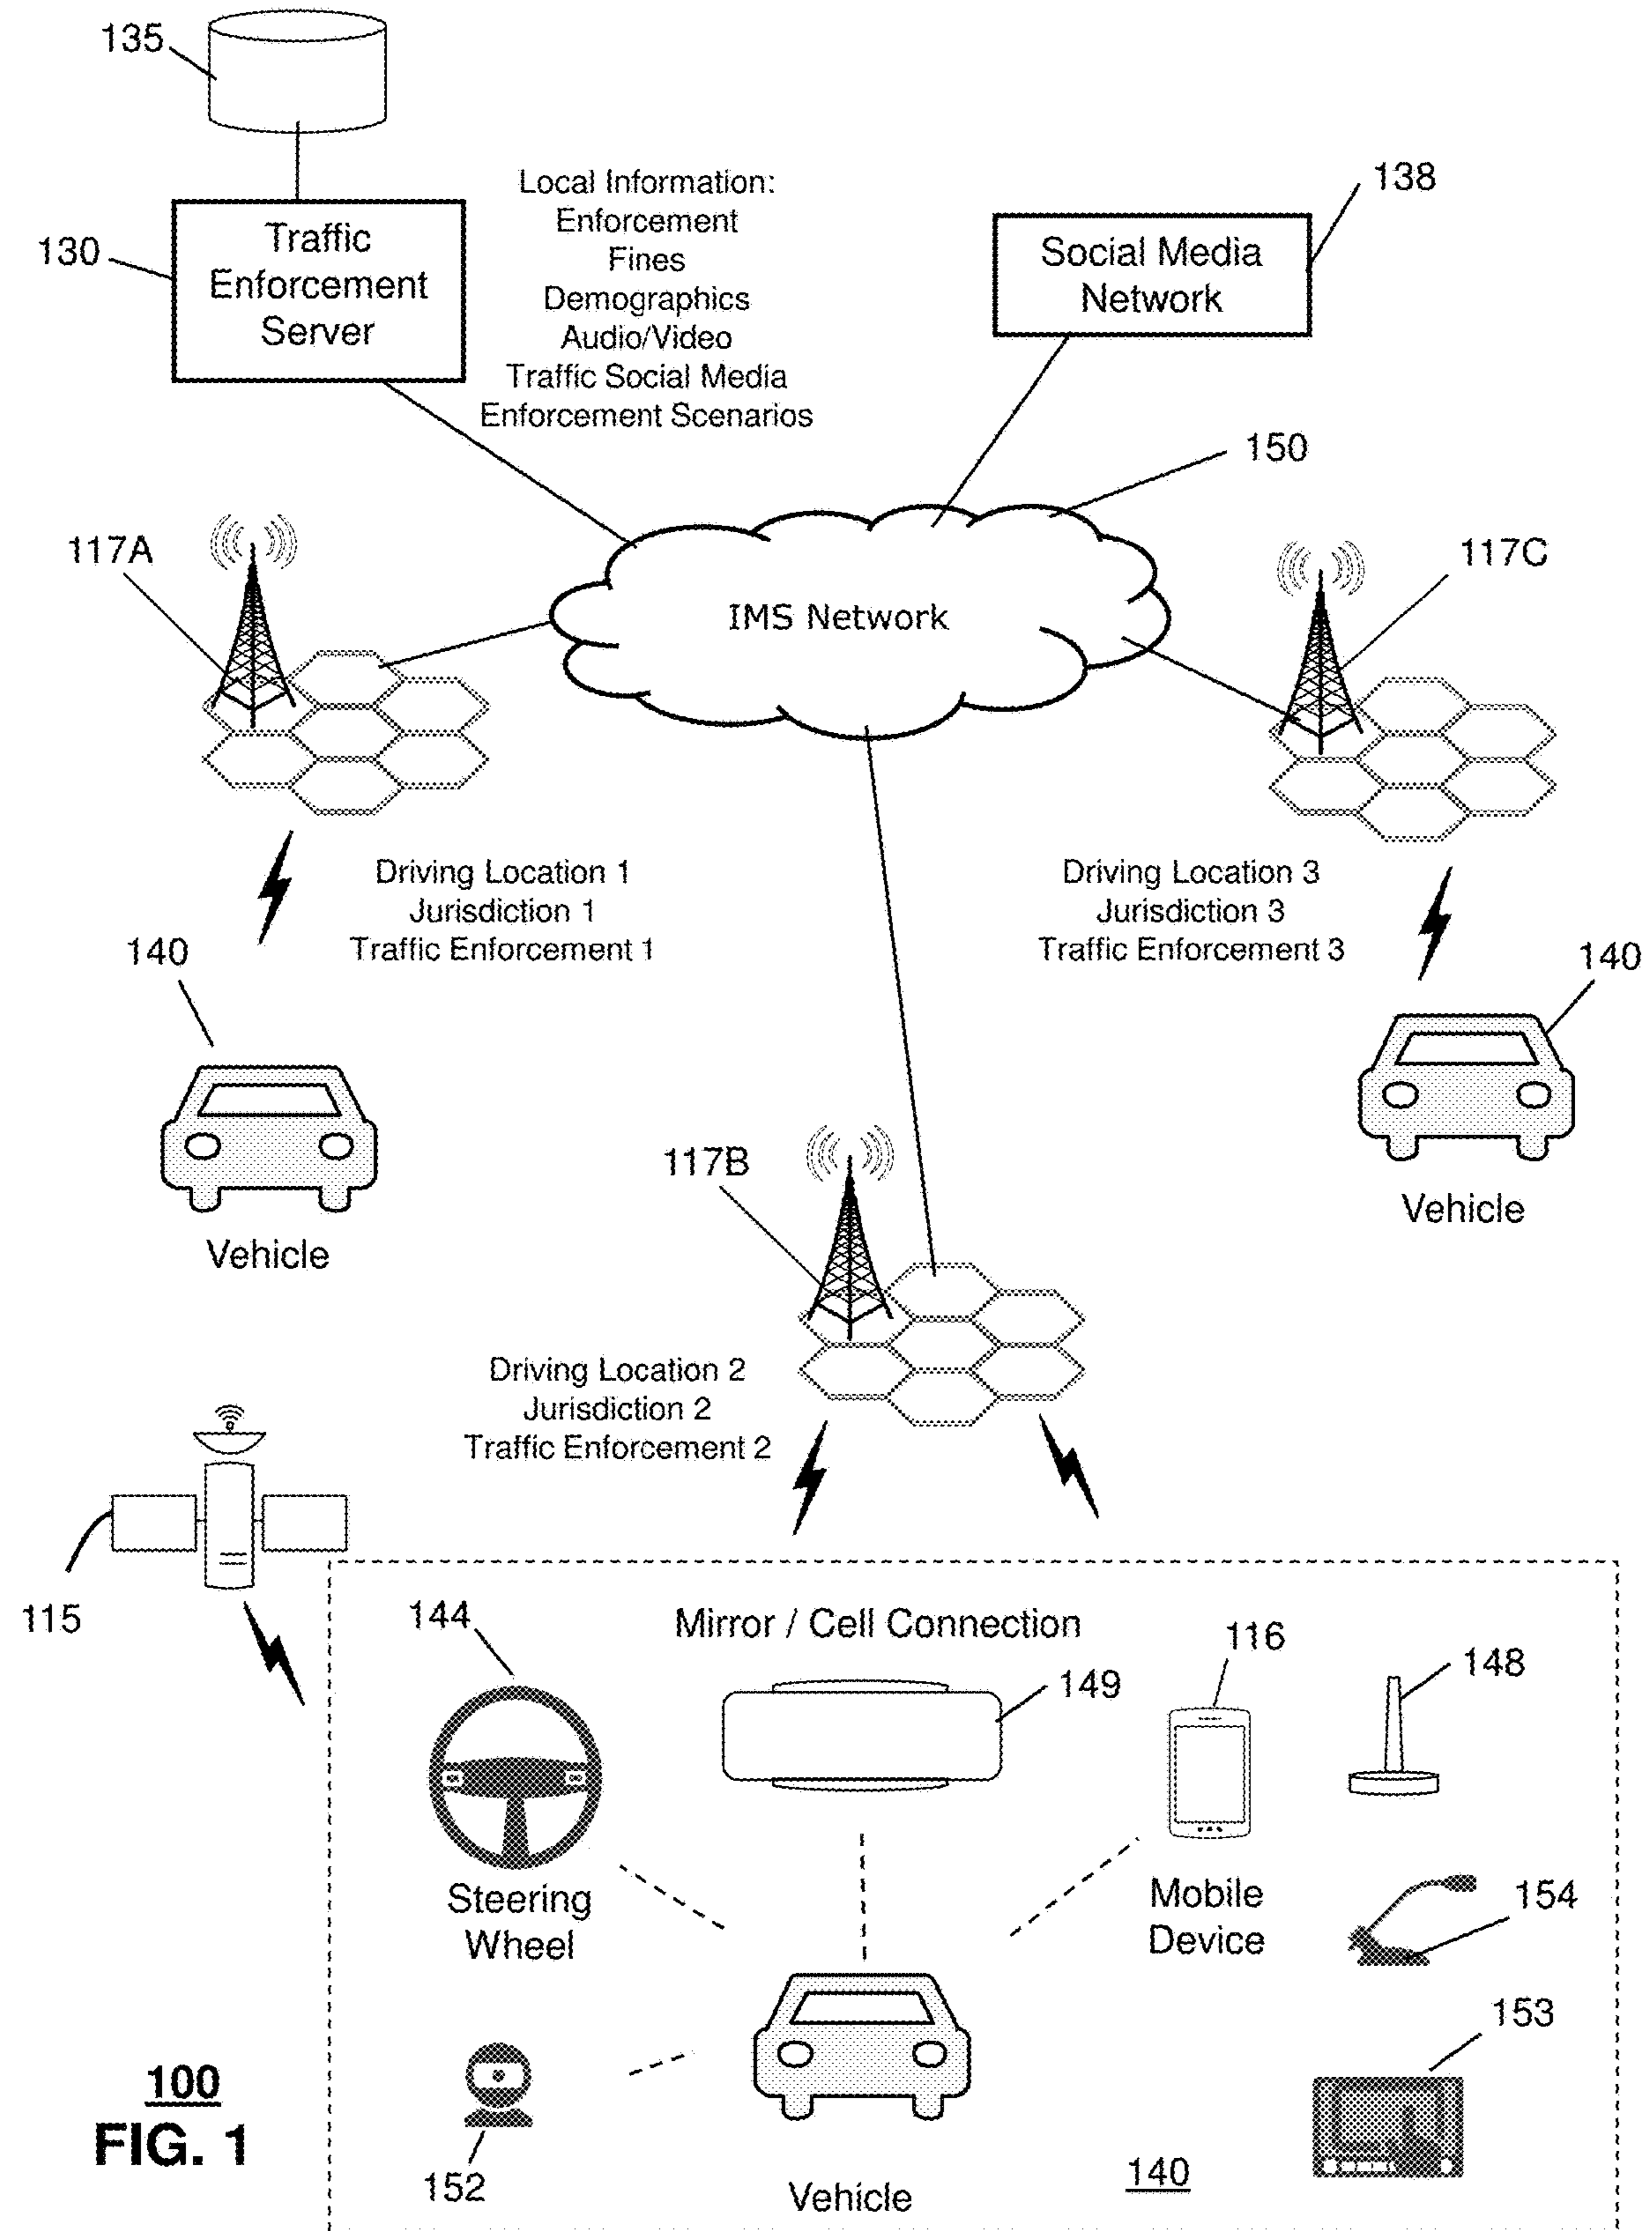 135
Local Information:
Enforcement
Fines
Demographics
Audio/Video
Traffic Social Media
Enforcement Scenarios
138
130
Traffic
Enforcement
Server
Social Media
Network
150
117A
117C
IMS Network
Driving Location 1
Jurisdiction 1
Traffic Enforcement 1
Driving Location 3
Jurisdiction 3
Traffic Enforcement 3
140
140
117B
Vehicle
Vehicle
Driving Location 2
Jurisdiction 2
Traffic Enforcement 2
115
144
Mirror / Cell Connection
116
148
149
Steering
Wheel
Mobile
Device
154
153
100
FIG. 1
152
Vehicle
140